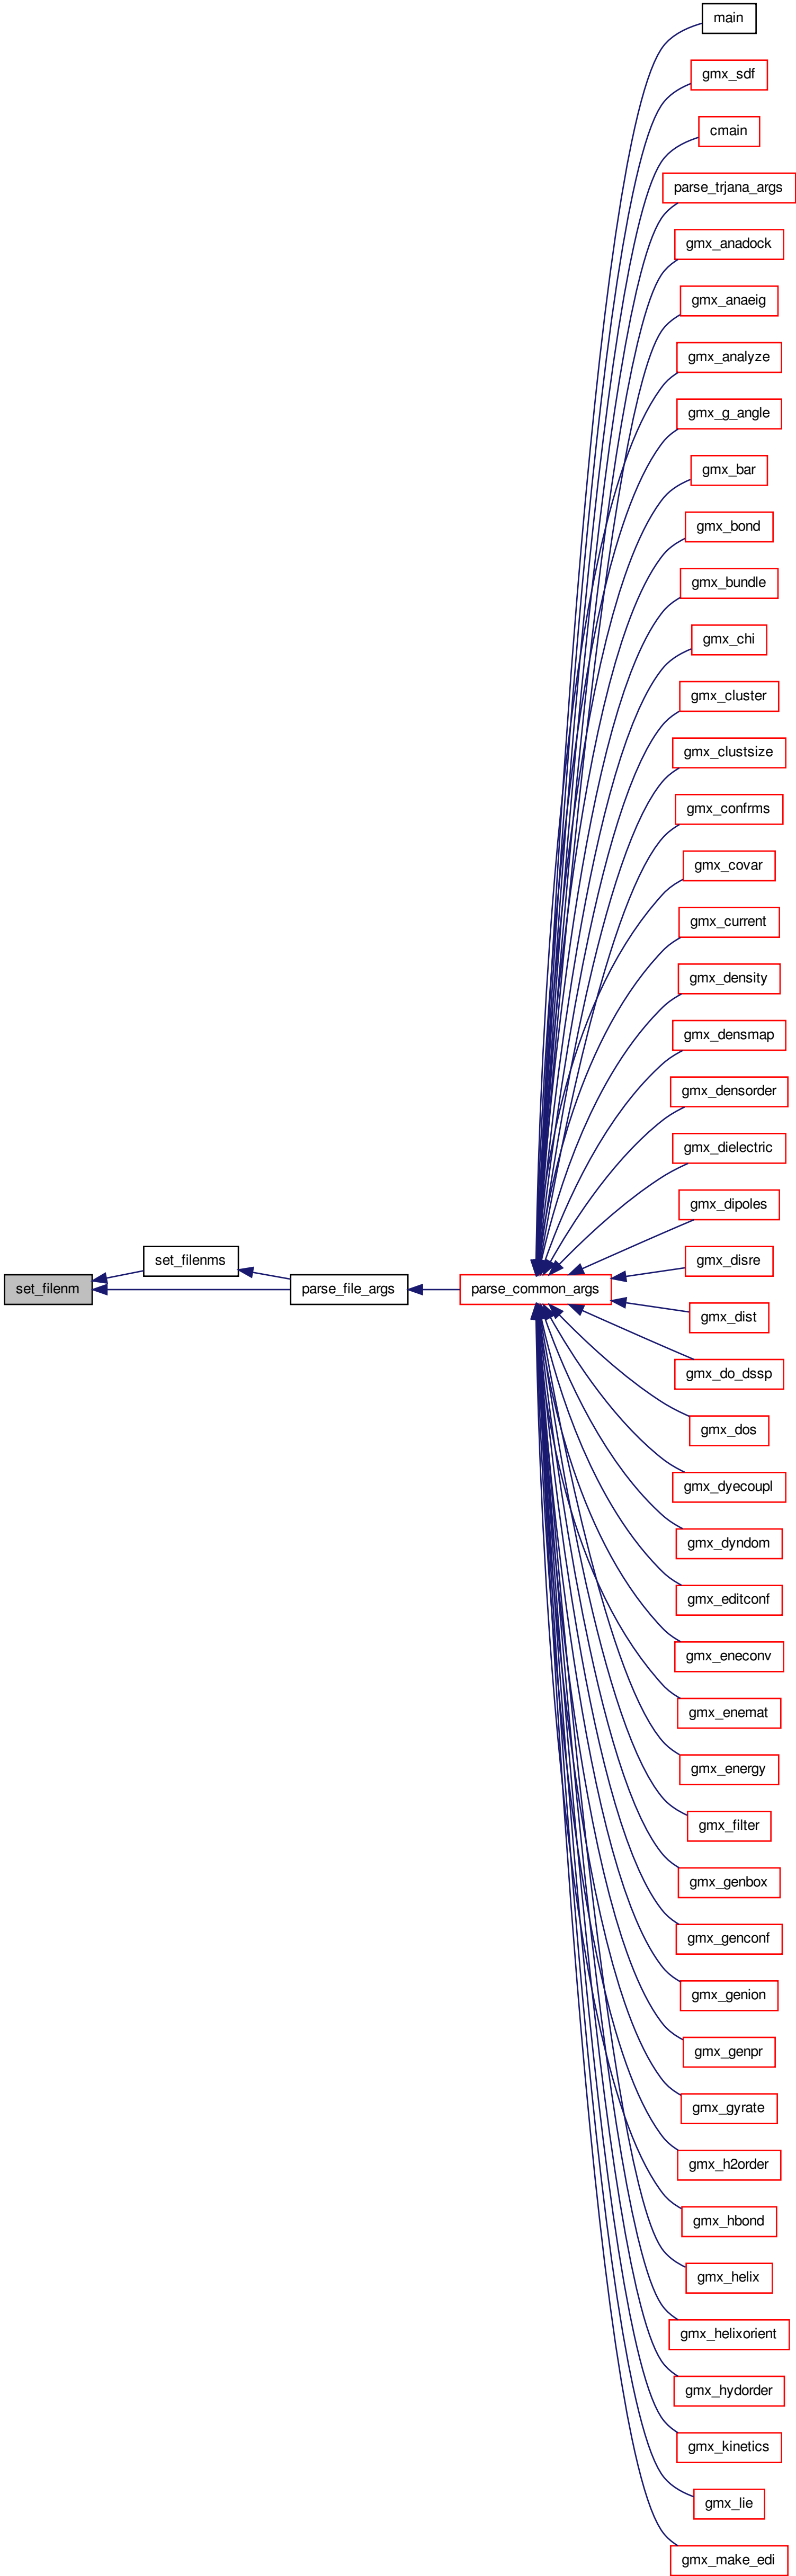 main
gmx_sdf
cmain
parse_trjana_args
gmx_anadock
gmx_anaeig
gmx_analyze
gmx_g_angle
gmx_bar
gmx_bond
gmx_bundle
gmx_chi
gmx_cluster
gmx_clustsize
gmx_confrms
gmx_covar
gmx_current
gmx_density
gmx_densmap
gmx_densorder
gmx_dielectric
gmx_dipoles
set_filenms
gmx_disre
set_filenm
parse_file_args
parse_common_args
gmx_dist
gmx_do_dssp
gmx_dos
gmx_dyecoupl
gmx_dyndom
gmx_editconf
gmx_eneconv
gmx_enemat
gmx_energy
gmx_filter
gmx_genbox
gmx_genconf
gmx_genion
gmx_genpr
gmx_gyrate
gmx_h2order
gmx_hbond
gmx_helix
gmx_helixorient
gmx_hydorder
gmx_kinetics
gmx_lie
gmx_make_edi